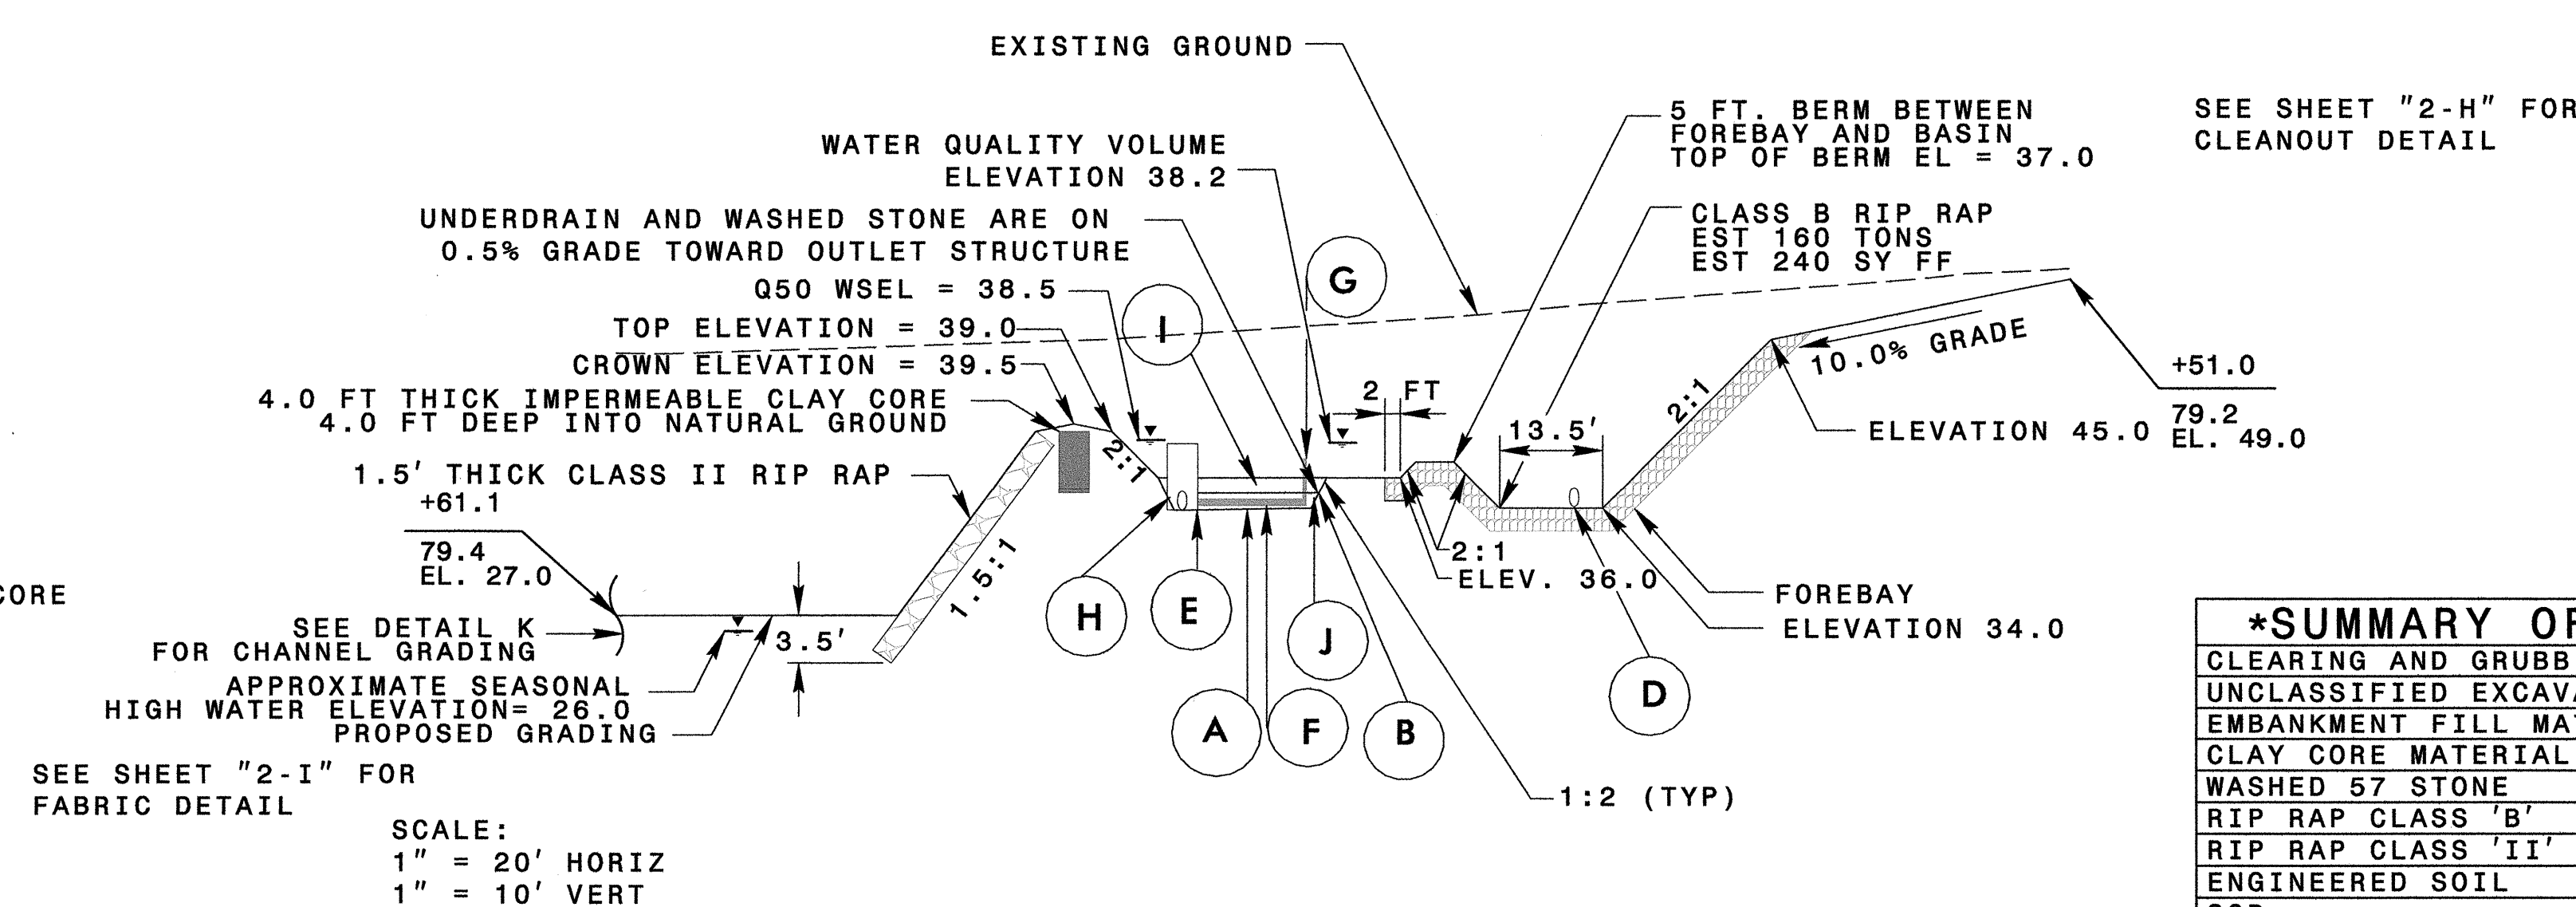 EXISTING GROUND
WATER QUALITY VOLUME
ELEVATION 38.2
UNDERDRAIN AND WASHED STONE ARE ON
0.5% GRADE TOWARD OUTLET STRUCTURE
Q50 WSEL = 38.5
TOP ELEVATION = 39.0
CROWN ELEVATION = 39.5
4.0 FT THICK IMPERMEABLE CLAY CORE
4.0 FT DEEP INTO NATURAL GROUND
1.5' THICK CLASS II RIP RAP
+61.1
79.4
EL. 27.0
CORE
SEE DETAIL K
FOR CHANNEL GRADING
APPROXIMATE SEASONAL
HIGH WATER ELEVATION= 26.0
PROPOSED GRADING
3.5'
1.5:1
2:1
SEE SHEET "2-I" FOR
FABRIC DETAIL
SCALE:
1" = 20' HORIZ
1" = 10' VERT
I
G
H
E
J
A
F
B
D
2 FT
5 FT. BERM BETWEEN
FOREBAY AND BASIN
TOP OF BERM EL = 37.0
CLASS B RIP RAP
EST 160 TONS
EST 240 SY FF
13.5'
2:1
10.0% GRADE
+51.0
79.2
EL. 49.0
ELEVATION 45.0
2:1
ELEV. 36.0
FOREBAY
ELEVATION 34.0
1:2 (TYP)
SEE SHEET "2-H" FOR
CLEANOUT DETAIL
*SUMMARY OF
CLEARING AND GRUBB
UNCLASSIFIED EXCAVA
EMBANKMENT FILL MA
CLAY CORE MATERIAL
WASHED 57 STONE
RIP RAP CLASS 'B'
RIP RAP CLASS 'II'
ENGINEERED SOIL